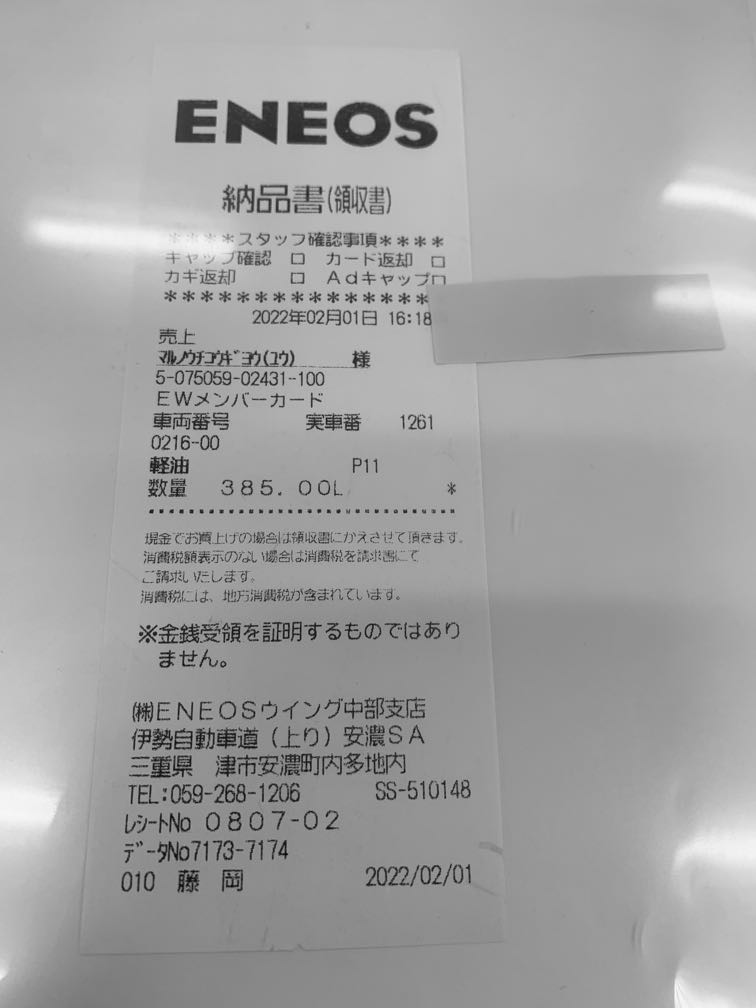 ENEOS
納品書(領収書)
＊＊＊＊スタッフ確認事項＊＊＊＊
キャップ確認 □ カード返却 □
カギ返却 □ Adキャップ□
＊＊＊＊＊＊＊＊＊＊＊＊＊＊＊
2022年02月01日 16:18
売上
ﾏﾙﾉｳﾁｺｳｷﾞﾖｳ(ﾕｳ) 様
5-075059-02431-100
EWメンバーカード
車両番号 実車番 1261
0216-00
軽油 P11
数量 385.00L *
現金でお買上げの場合は領収書にかえさせて頂きます。
消費税額表示のない場合は消費税を請求書にて
ご請求いたします。
消費税には、地方消費税が含まれています。
※金銭受領を証明するものではあり
ません。
㈱ENEOSウイング中部支店
伊勢自動車道（上り）安濃SA
三重県 津市安濃町内多地内
TEL:059-268-1206 SS-510148
ﾚｼｰﾄNo 0807-02
ﾃﾞｰﾀNo7173-7174
010 藤 岡 2022/02/01